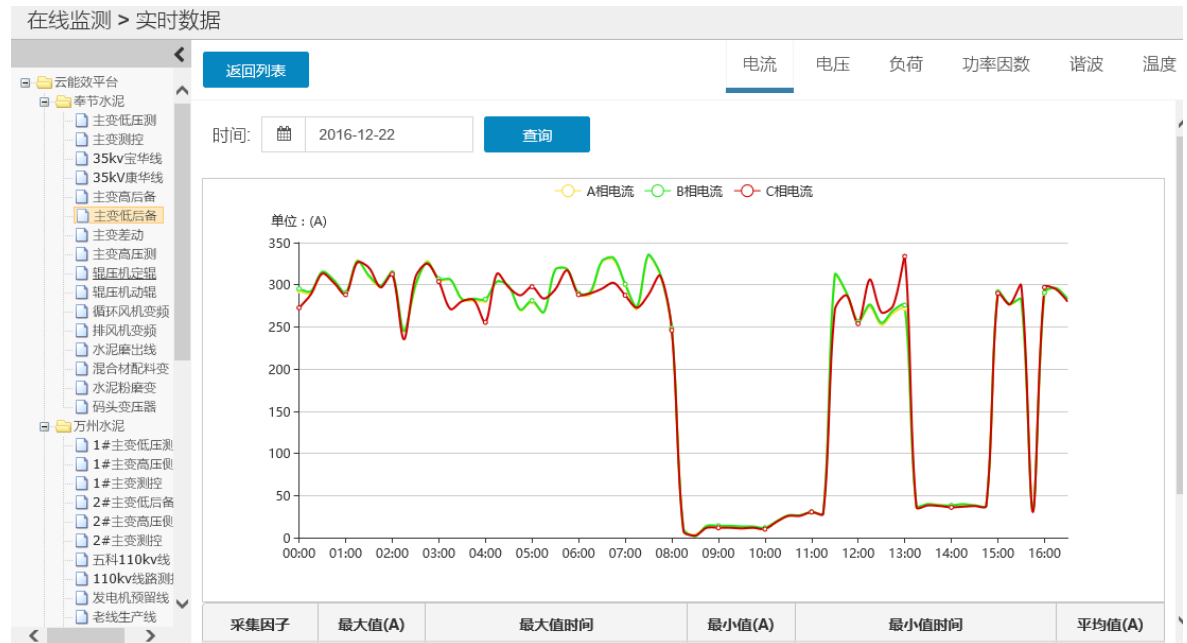 在线监测 > 实时数据
云能效平台
奉节水泥
主变低压测
主变测控
35kv宝华线
35kV康华线
主变高后备
主变低后备
主变差动
主变高压测
辊压机定辊
辊压机动辊
循环风机变频
排风机变频
水泥磨出线
混合材配料变
水泥粉磨变
码头变压器
万州水泥
1#主变低压测
1#主变高压侧
1#主变测控
2#主变低后备
2#主变高压侧
2#主变测控
五科110kv线
110kv线路测
发电机预留线
老线生产线
返回列表
电流 电压 负荷 功率因数 谐波 温度
时间: 2016-12-22 查询
A相电流 B相电流 C相电流
单位:(A)
350
300
250
200
150
100
50
0
00:00 01:00 02:00 03:00 04:00 05:00 06:00 07:00 08:00 09:00 10:00 11:00 12:00 13:00 14:00 15:00 16:00
采集因子 最大值(A) 最大值时间 最小值(A) 最小值时间 平均值(A)